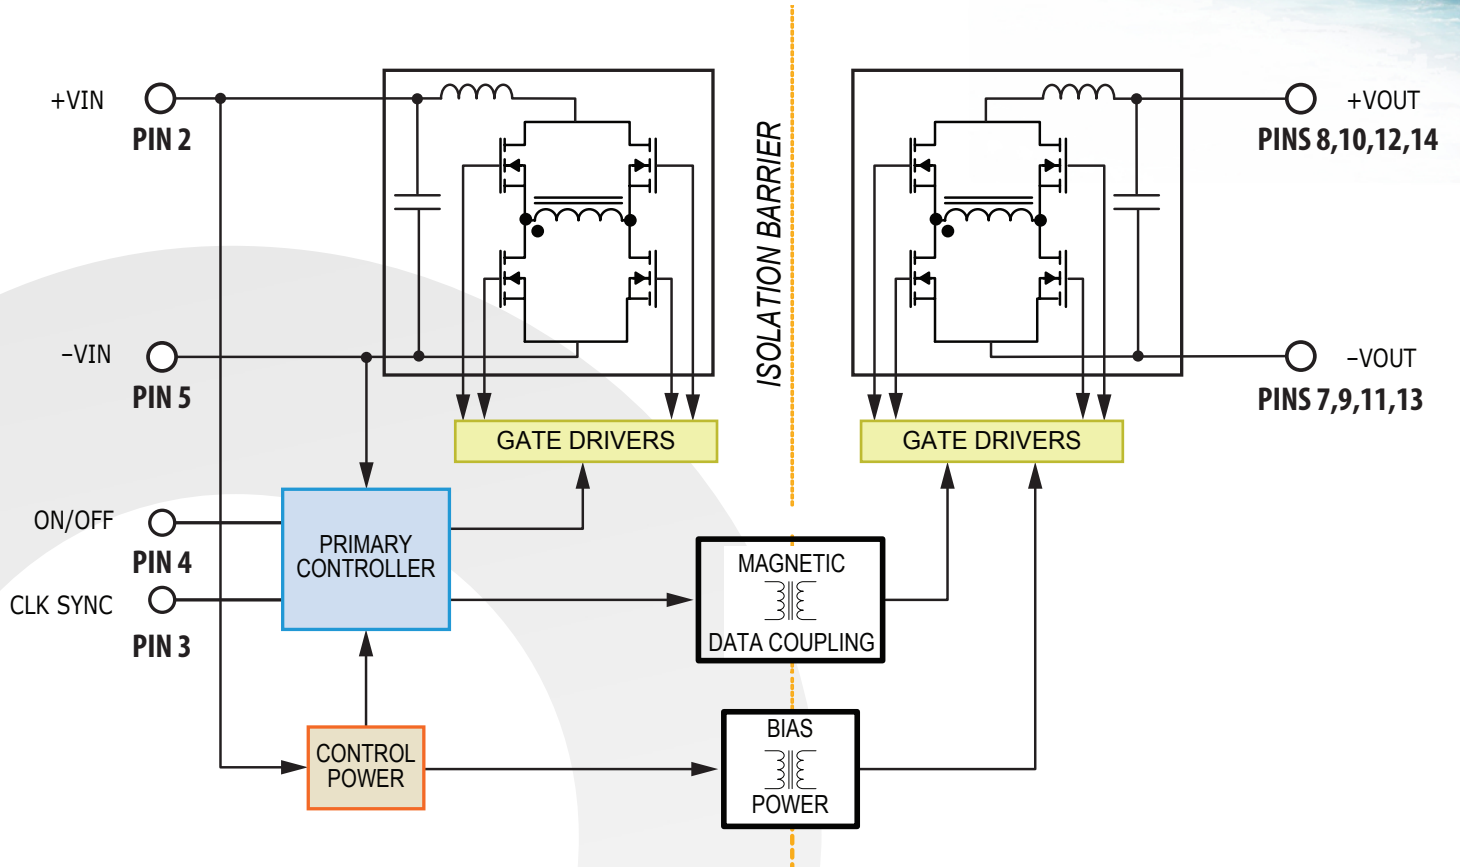 +VIN
PIN 2
–VIN
PIN 5
ON/OFF
PIN 4
CLK SYNC
PIN 3
GATE DRIVERS
PRIMARY
CONTROLLER
CONTROL
POWER
ISOLATION BARRIER
MAGNETIC
DATA COUPLING
BIAS
POWER
GATE DRIVERS
+VOUT
PINS 8,10,12,14
–VOUT
PINS 7,9,11,13